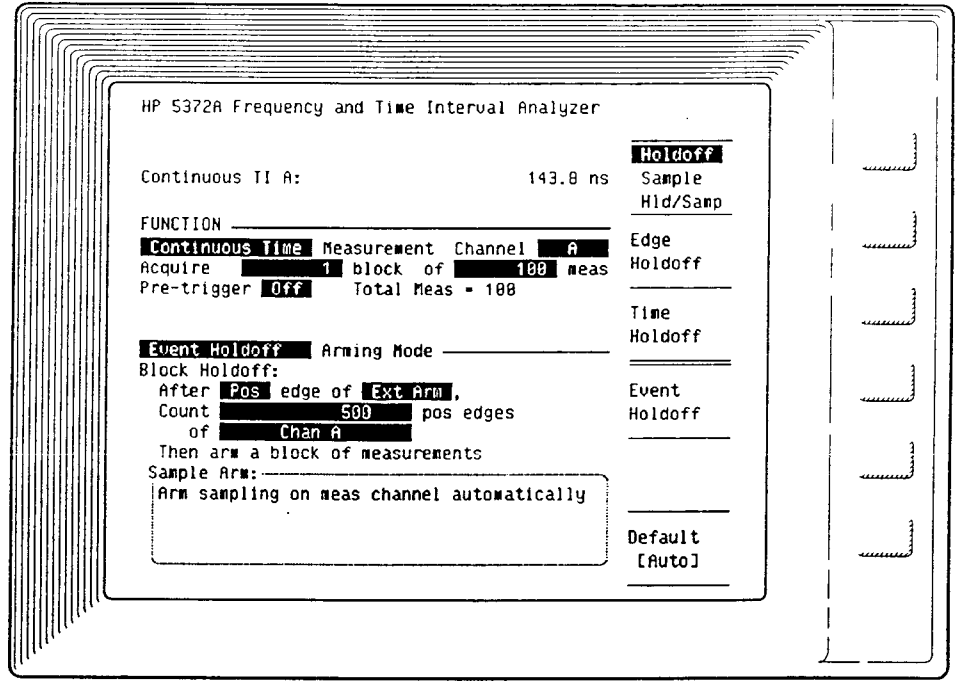 HP 5372A Frequency and Time Interval Analyzer
Continuous TI A: 143.8 ns
FUNCTION
Continuous Time Measurement Channel A
Acquire 1 block of 100 meas
Pre-trigger Off Total Meas = 100
Event Holdoff Arming Mode
Block Holdoff:
After Pos edge of Ext Arm,
Count 500 pos edges
of Chan A
Then arm a block of measurements
Sample Arm:
Arm sampling on meas channel automatically
Holdoff
Sample
Hld/Samp
Edge
Holdoff
Time
Holdoff
Event
Holdoff
Default
[Auto]